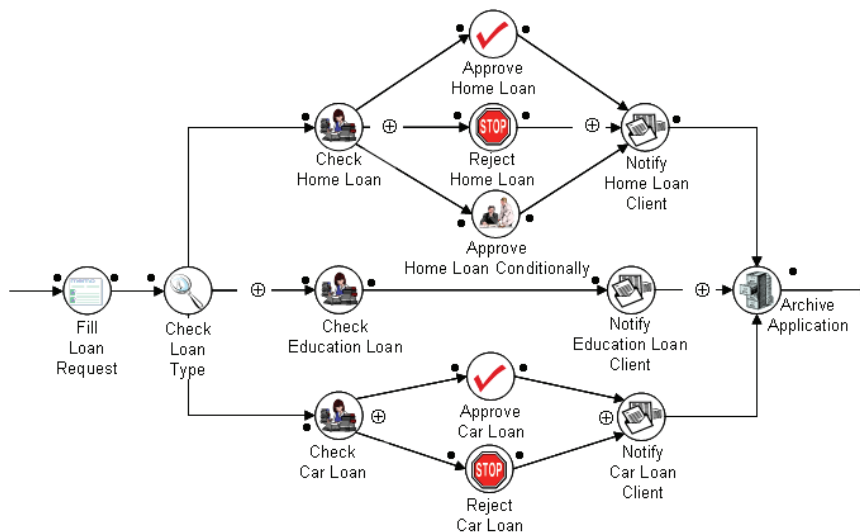 Approve
Home Loan
Check
Home Loan
STOP
Reject
Home Loan
Notify
Home Loan
Client
Approve
Home Loan Conditionally
Fill
Loan
Request
Check
Loan
Type
Check
Education Loan
Notify
Education Loan
Client
Archive
Application
Approve
Car Loan
Check
Car Loan
STOP
Reject
Car Loan
Notify
Car Loan
Client